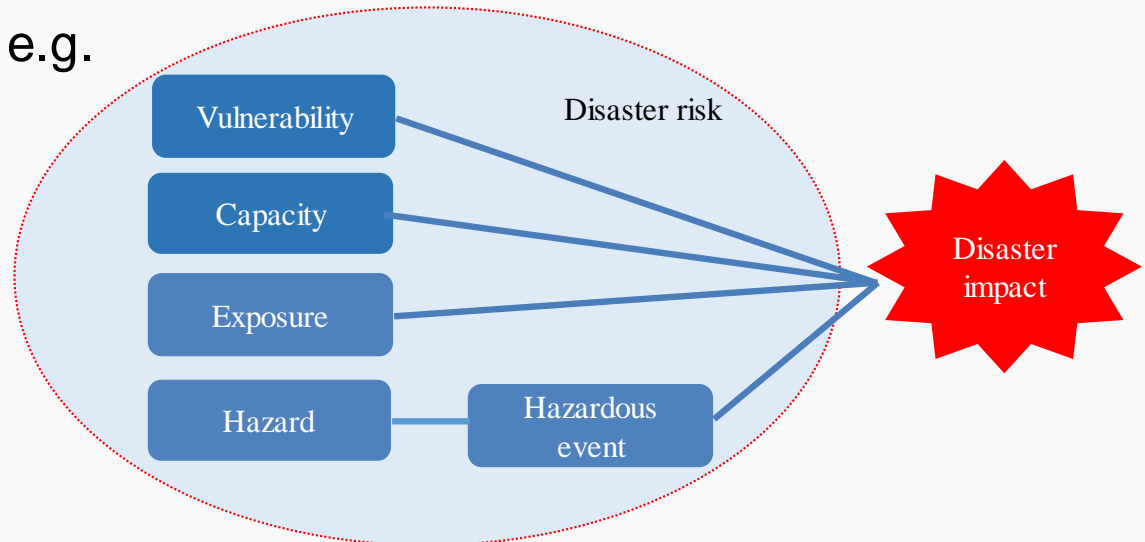 e.g.
Vulnerability
Disaster risk
Capacity
Exposure
Hazard
Hazardous
event
Disaster
impact